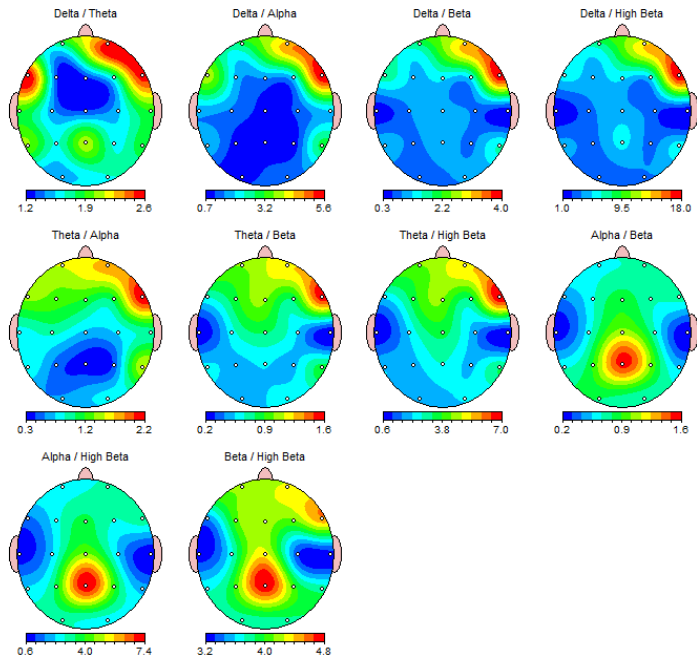 Delta / Theta
Delta / Alpha
Delta / Beta
Delta / High Beta
1.2 1.9 2.6
0.7 3.2 5.6
0.3 2.2 4.0
1.0 9.5 18.0
Theta / Alpha
Theta / Beta
Theta / High Beta
Alpha / Beta
0.3 1.2 2.2
0.2 0.9 1.6
0.6 3.8 7.0
0.2 0.9 1.6
Alpha / High Beta
Beta / High Beta
0.6 4.0 7.4
3.2 4.0 4.8